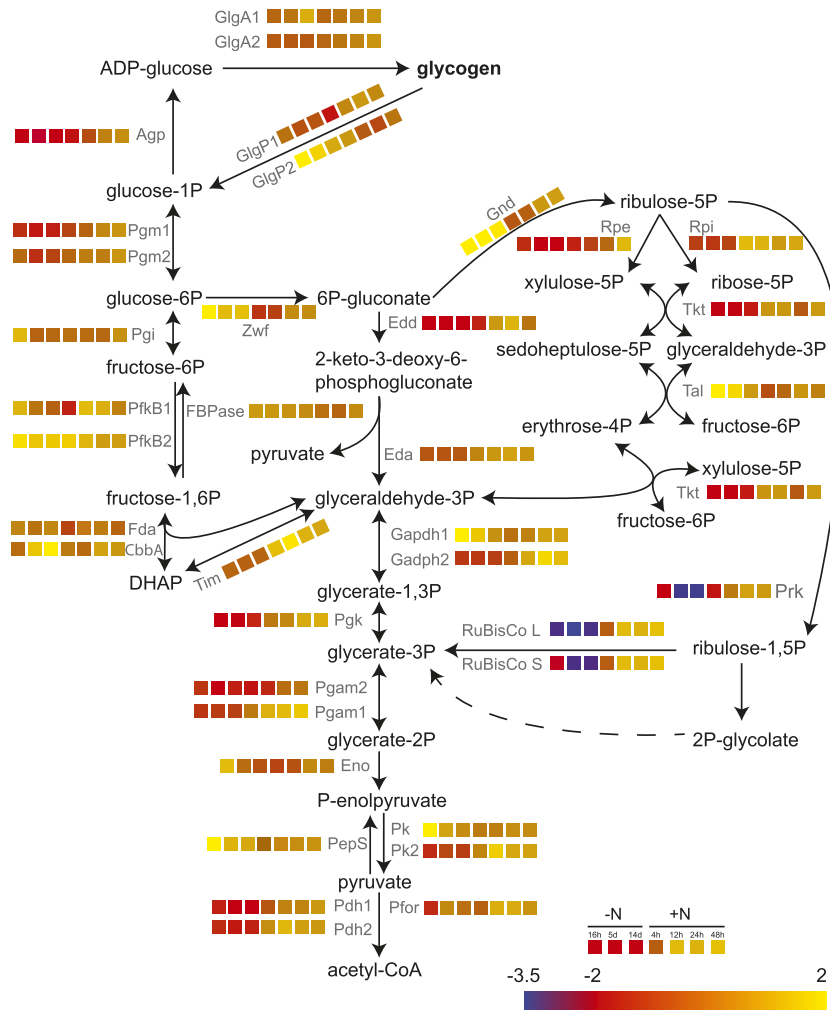 GlgA1
GlgA2
ADP-glucose
glycogen
GlgP1
GlgP2
Agp
glucose-1P
Gnd
ribulose-5P
Pgm1
Rpe
Rpi
Pgm2
xylulose-5P
ribose-5P
glucose-6P
6P-gluconate
Tkt
Zwf
Edd
Pgi
sedoheptulose-5P
glyceraldehyde-3P
2-keto-3-deoxy-6-
phosphogluconate
fructose-6P
Tal
PfkB1
FBPase
erythrose-4P
fructose-6P
PfkB2
pyruvate
Eda
xylulose-5P
fructose-1,6P
glyceraldehyde-3P
Tkt
fructose-6P
Fda
Gapdh1
CbbA
Gadph2
DHAP
Tim
glycerate-1,3P
Prk
Pgk
RuBisCo L
glycerate-3P
ribulose-1,5P
RuBisCo S
Pgam2
Pgam1
glycerate-2P
2P-glycolate
Eno
P-enolpyruvate
Pk
PepS
Pk2
pyruvate
Pdh1
Pfor
Pdh2
-N +N
16h 5d 14d 4h 12h 24h 48h
acetyl-CoA
-3.5 -2 2